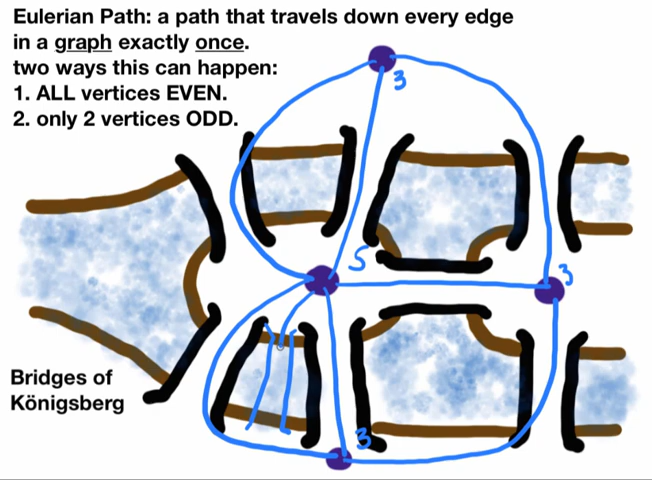 Eulerian Path: a path that travels down every edge
in a graph exactly once.
two ways this can happen:
1. ALL vertices EVEN.
2. only 2 vertices ODD.
3
5
3
Bridges of
Königsberg
3